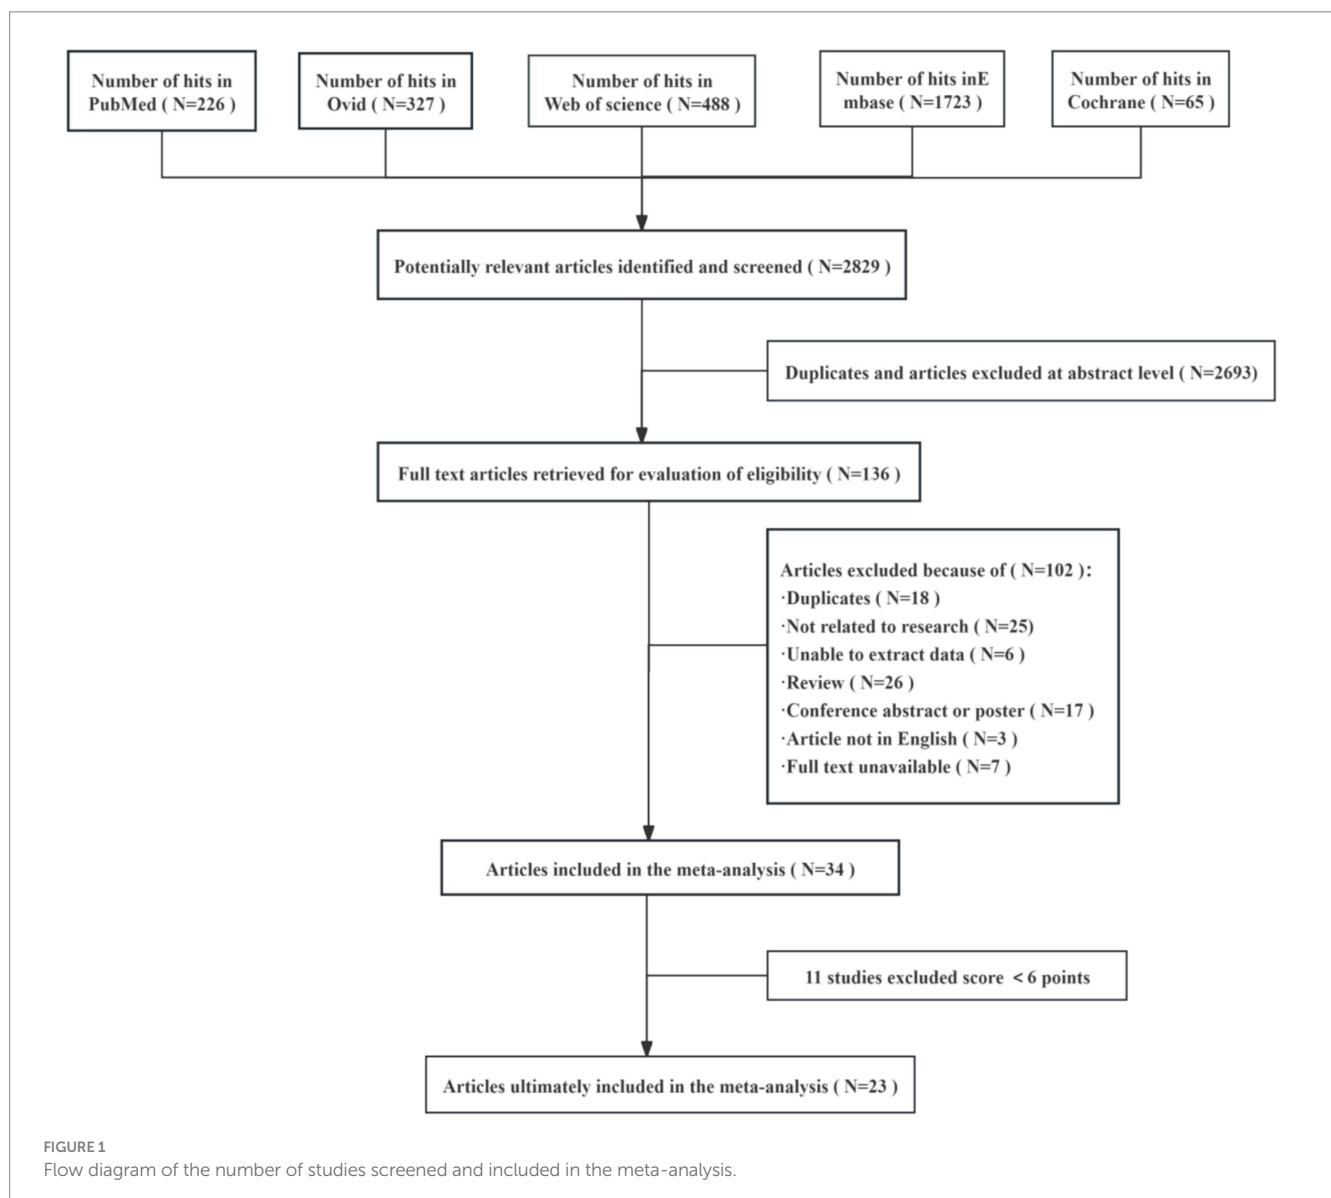 Number of hits in
PubMed ( N=226 )
Number of hits in
Ovid ( N=327 )
Number of hits in
Web of science ( N=488 )
Number of hits inE
mbase ( N=1723 )
Number of hits in
Cochrane ( N=65 )
Potentially relevant articles identified and screened ( N=2829 )
Duplicates and articles excluded at abstract level ( N=2693)
Full text articles retrieved for evaluation of eligibility ( N=136 )
Articles excluded because of ( N=102 ):
·Duplicates ( N=18 )
·Not related to research ( N=25)
·Unable to extract data ( N=6 )
·Review ( N=26 )
·Conference abstract or poster ( N=17 )
·Article not in English ( N=3 )
·Full text unavailable ( N=7 )
Articles included in the meta-analysis ( N=34 )
11 studies excluded score < 6 points
Articles ultimately included in the meta-analysis ( N=23 )
FIGURE 1
Flow diagram of the number of studies screened and included in the meta-analysis.